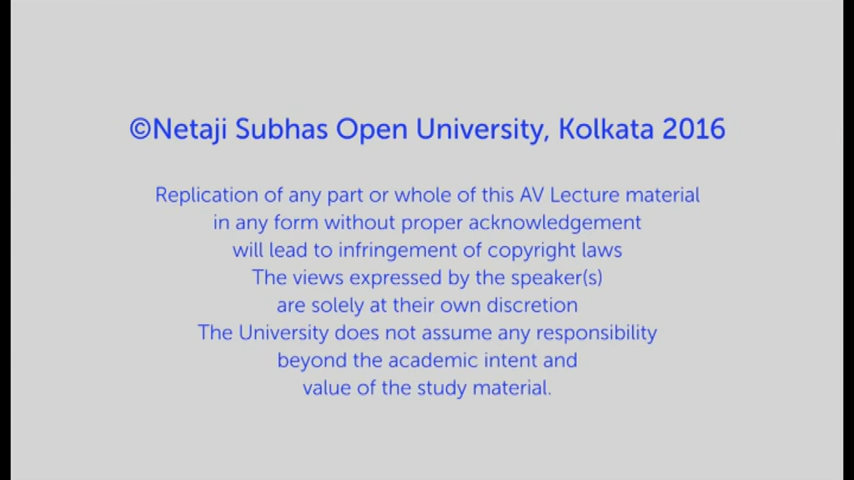 ©Netaji Subhas Open University, Kolkata 2016
Replication of any part or whole of this AV Lecture material
in any form without proper acknowledgement
will lead to infringement of copyright laws
The views expressed by the speaker(s)
are solely at their own discretion
The University does not assume any responsibility
beyond the academic intent and
value of the study material.